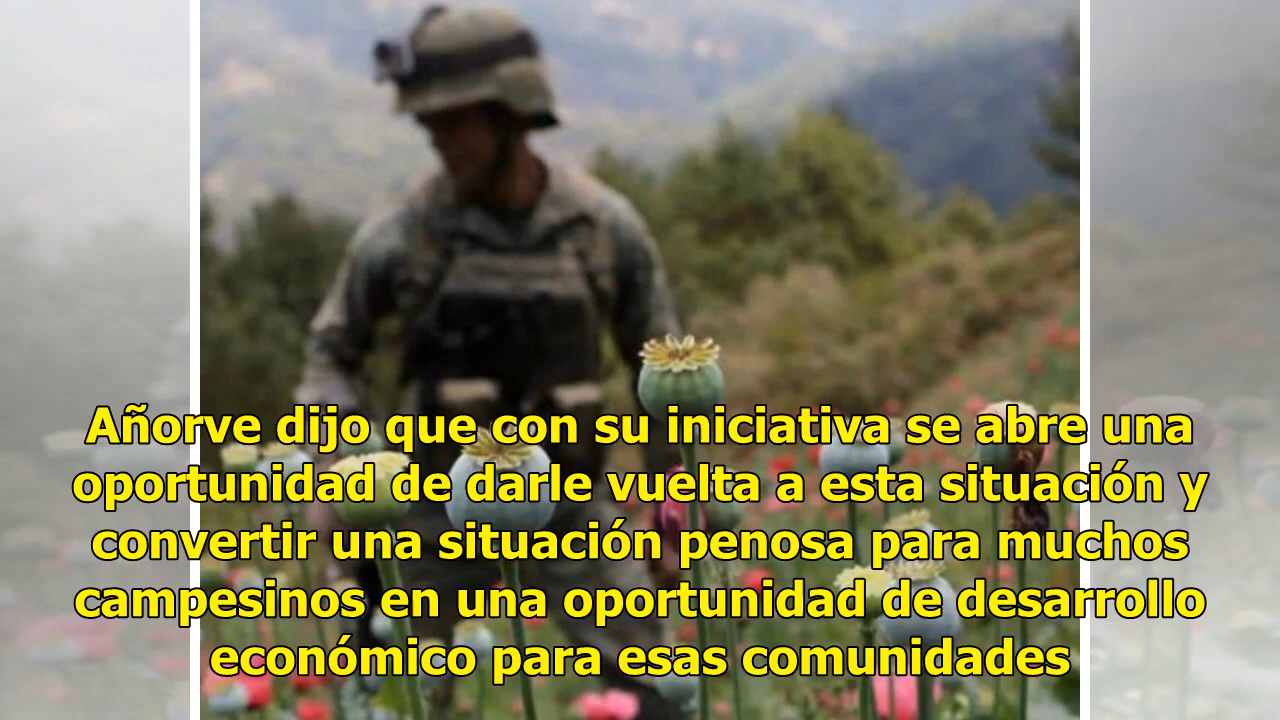 Añorve dijo que con su iniciativa se abre una
oportunidad de darle vuelta a esta situación y
convertir una situación penosa para muchos
campesinos en una oportunidad de desarrollo
económico para esas comunidades